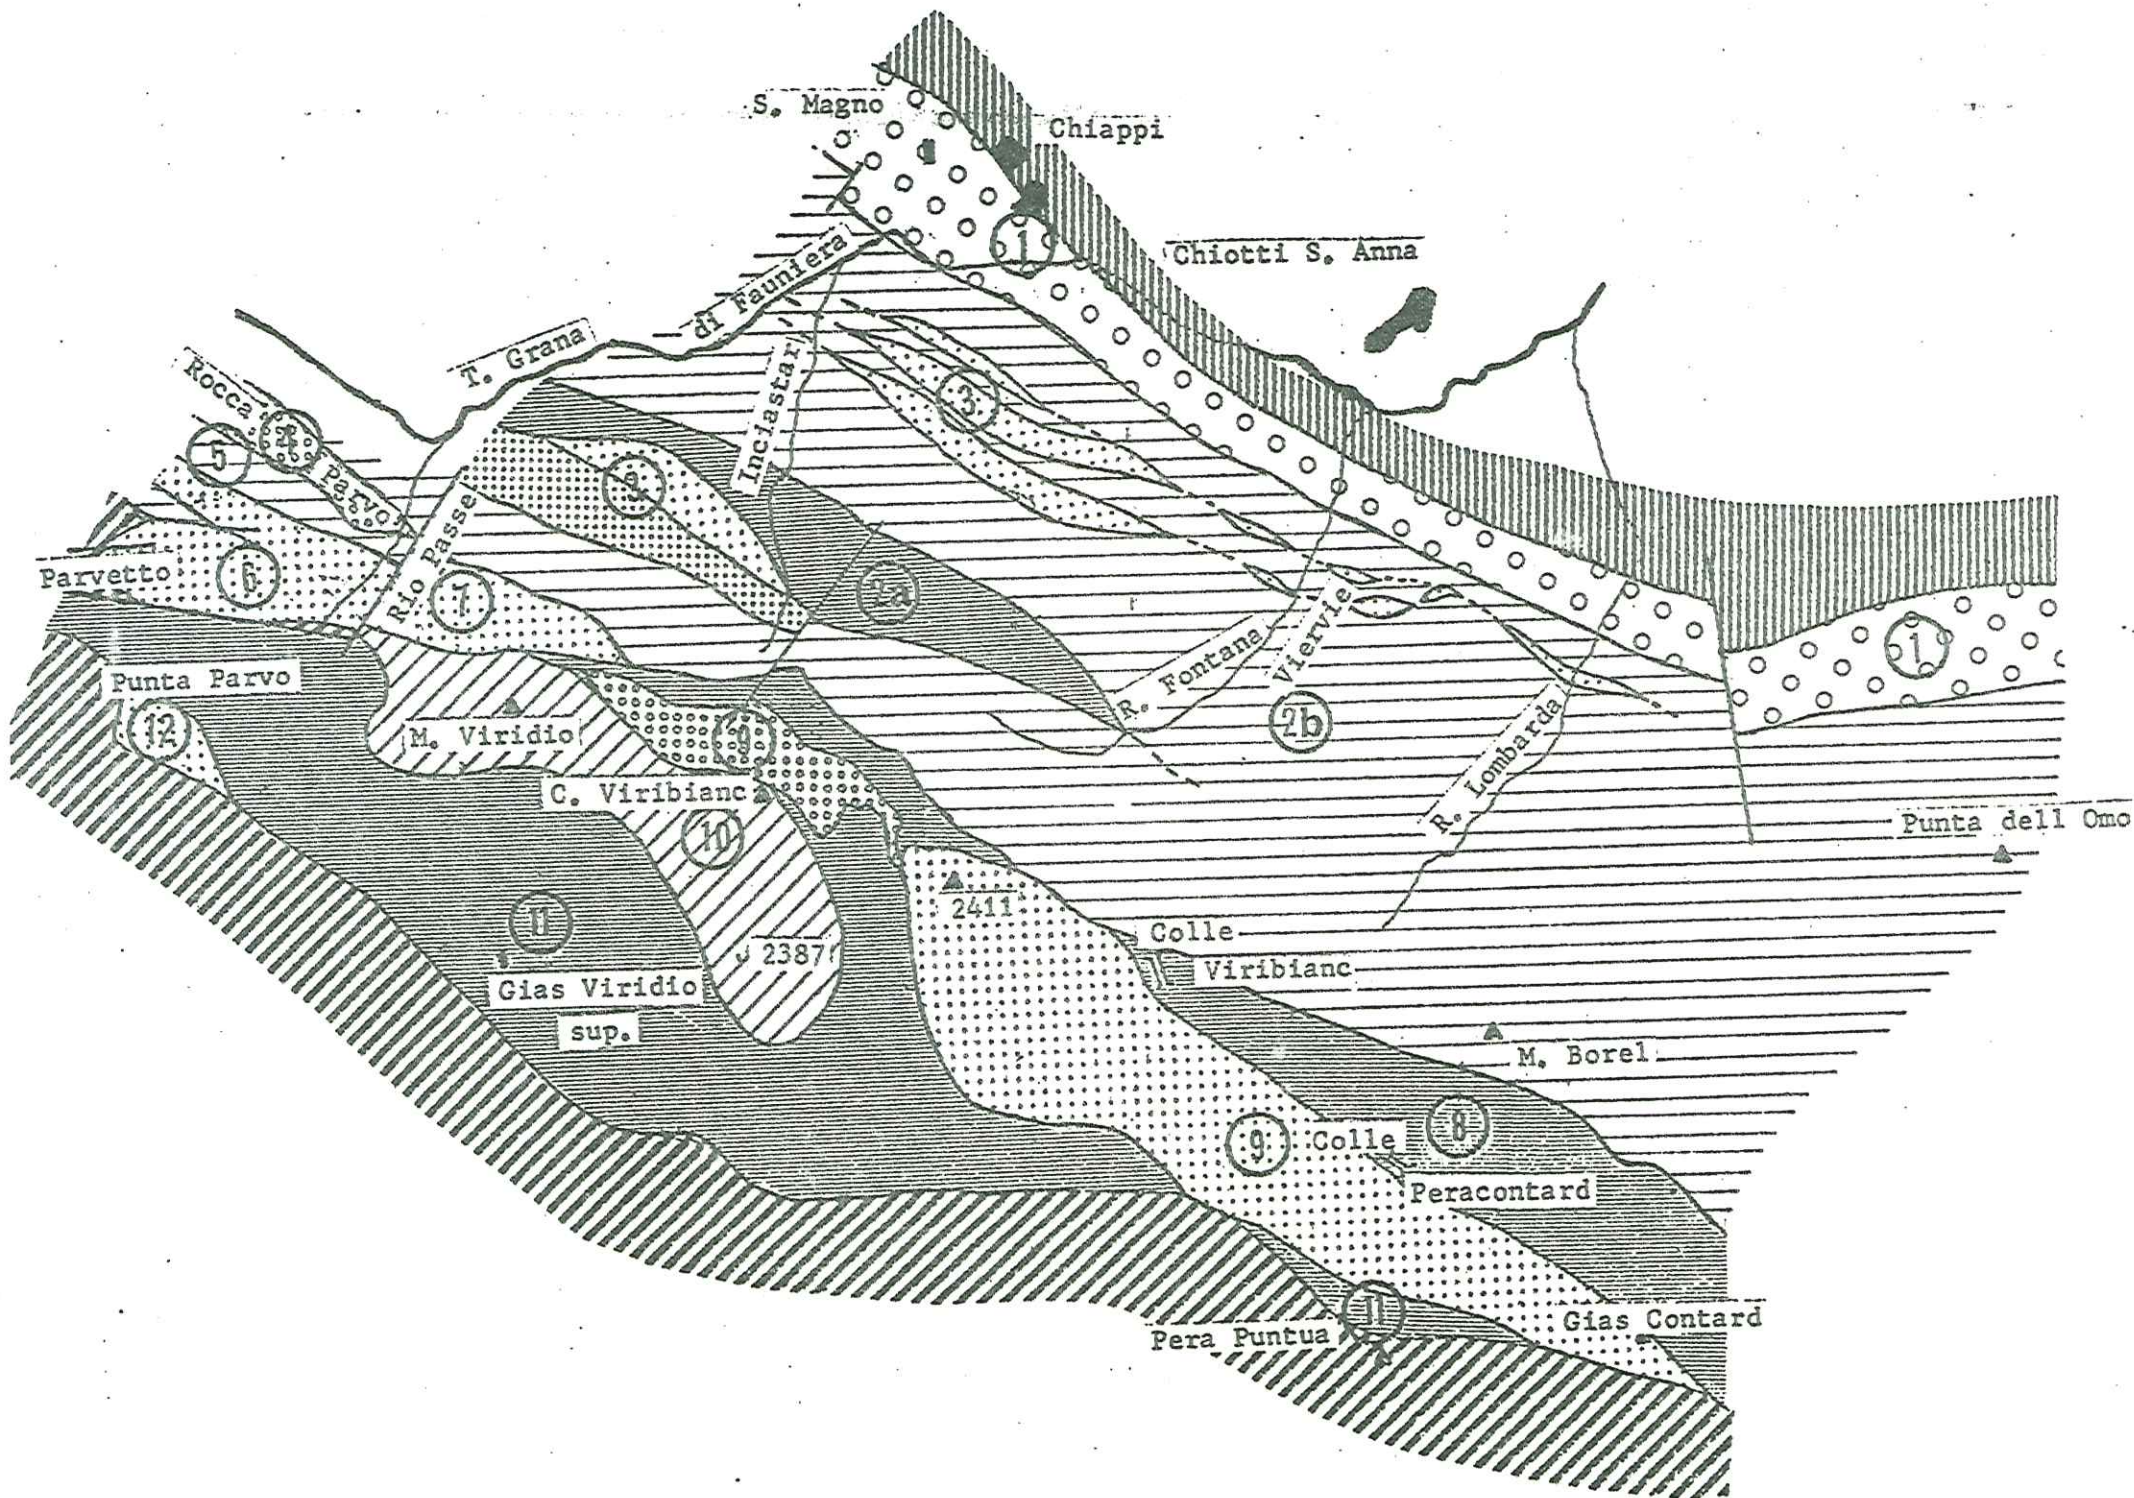 S. Magno
Chiappi
1
Chiotti S. Anna
di Fauniera
T. Grana
Rocca
Parvo
4
5
3
Inciastar
3
Rio Passe
Parvetto
6
7
2a
Viervie
R. Fontana
2b
1
Punta Parvo
12
M. Viridio
9
R. Lombarda
C. Viribianc
10
Punta dell Omo
2411
11
Colle
Viribianc
2387
Gias Viridio
sup.
M. Borel
8
9
Colle
Peracontard
11
Gias Contard
Pera Puntua